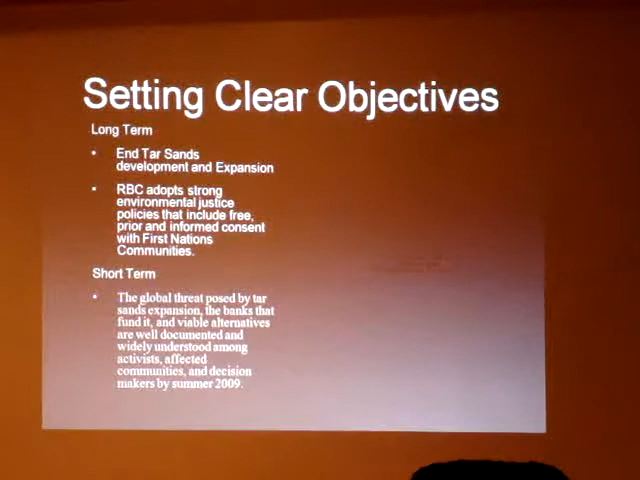 Setting Clear Objectives
Long Term
• End Tar Sands
development and Expansion
• RBC adopts strong
environmental justice
policies that include free,
prior and informed consent
with First Nations
Communities.
Short Term
• The global threat posed by tar
sands expansion, the banks that
fund it, and viable alternatives
are well documented and
widely understood among
activists, affected
communities, and decision
makers by summer 2009.